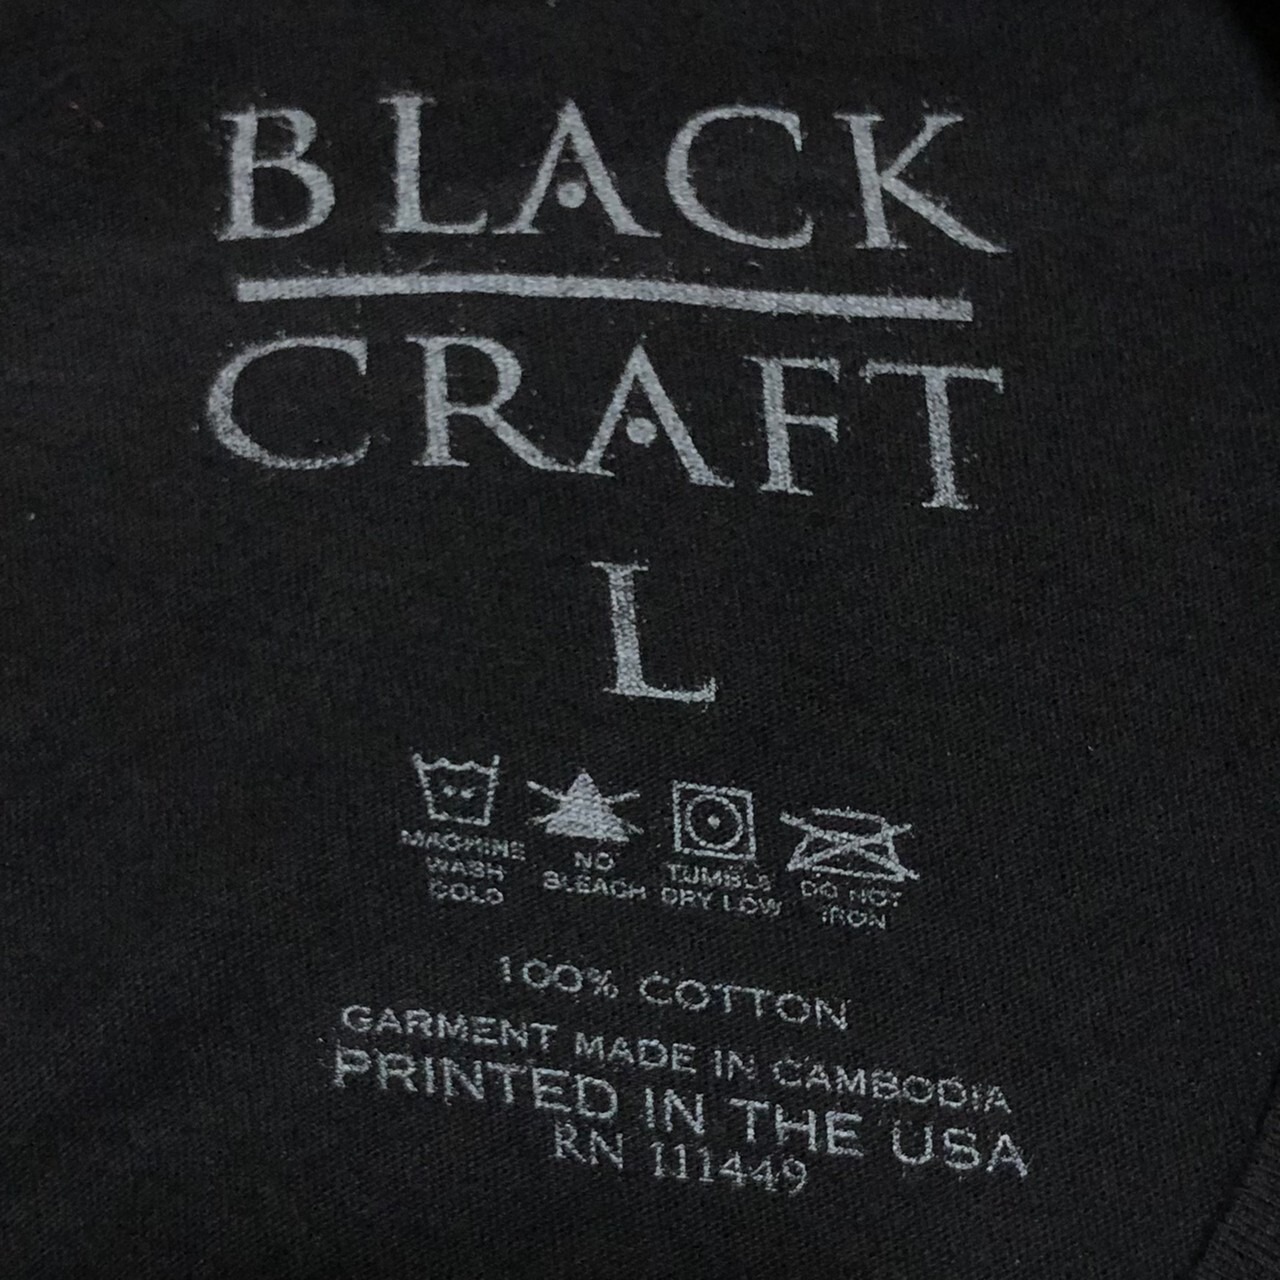 BLACK
CRAFT
L
MACHINE WASH COLD
NO BLEACH
TUMBLE DRY LOW
DO NOT IRON
100% COTTON
GARMENT MADE IN CAMBODIA
PRINTED IN THE USA
RN 111449